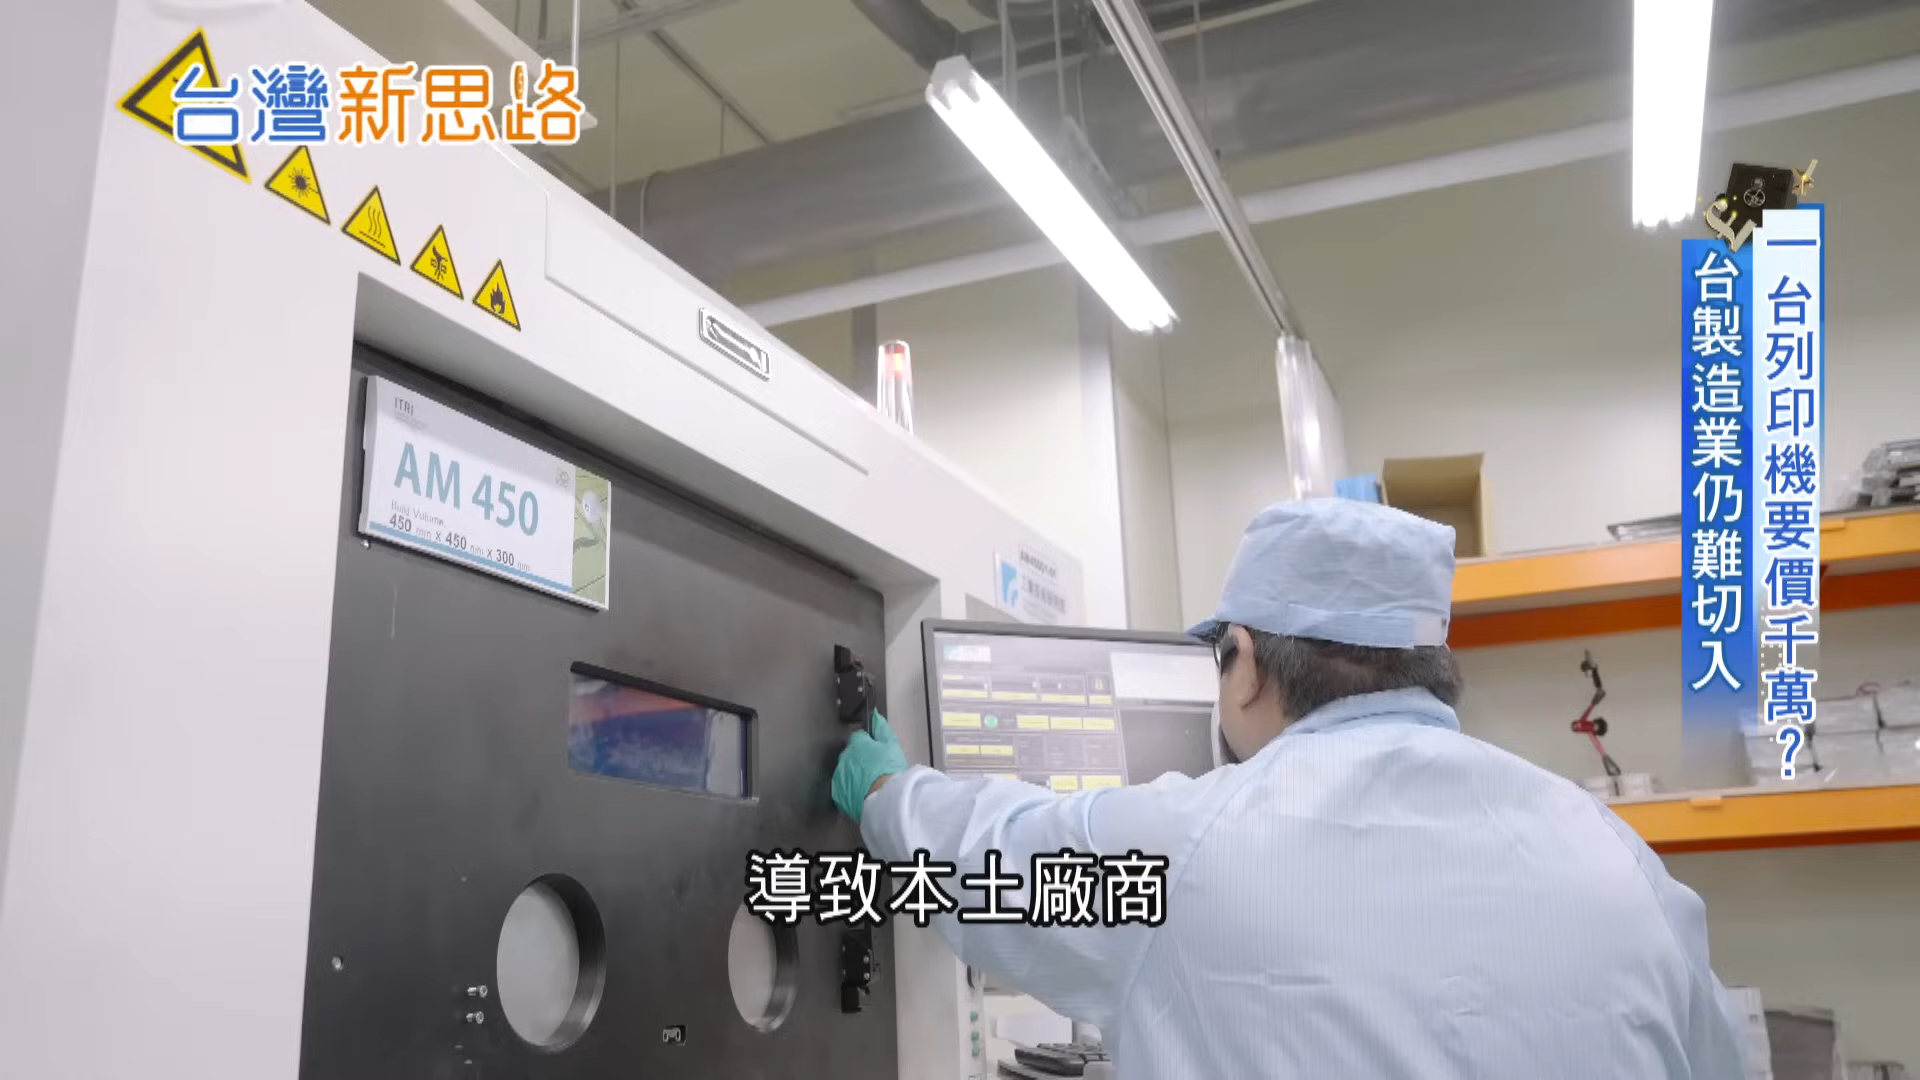 台灣新思路
一台列印機要價千萬?
台製造業仍難切入
ITRI
AM 450
Build Volume
450 mm x 450 mm x 300 mm
導致本土廠商